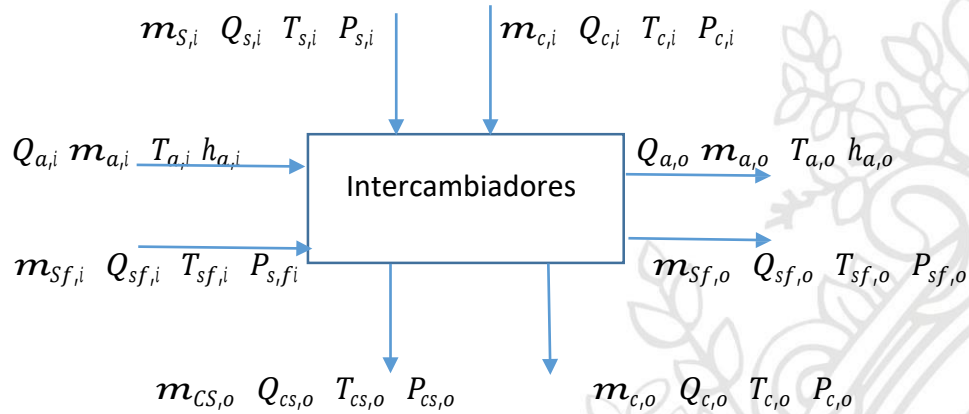 m_{S,i} Q_{s,i} T_{s,i} P_{s,i} m_{c,i} Q_{c,i} T_{c,i} P_{c,i}
Q_{a,i} m_{a,i} T_{a,i} h_{a,i} Q_{a,o} m_{a,o} T_{a,o} h_{a,o}
Intercambiadores
m_{Sf,i} Q_{sf,i} T_{sf,i} P_{s,fi} m_{Sf,o} Q_{sf,o} T_{sf,o} P_{sf,o}
m_{CS,o} Q_{cs,o} T_{cs,o} P_{cs,o} m_{c,o} Q_{c,o} T_{c,o} P_{c,o}